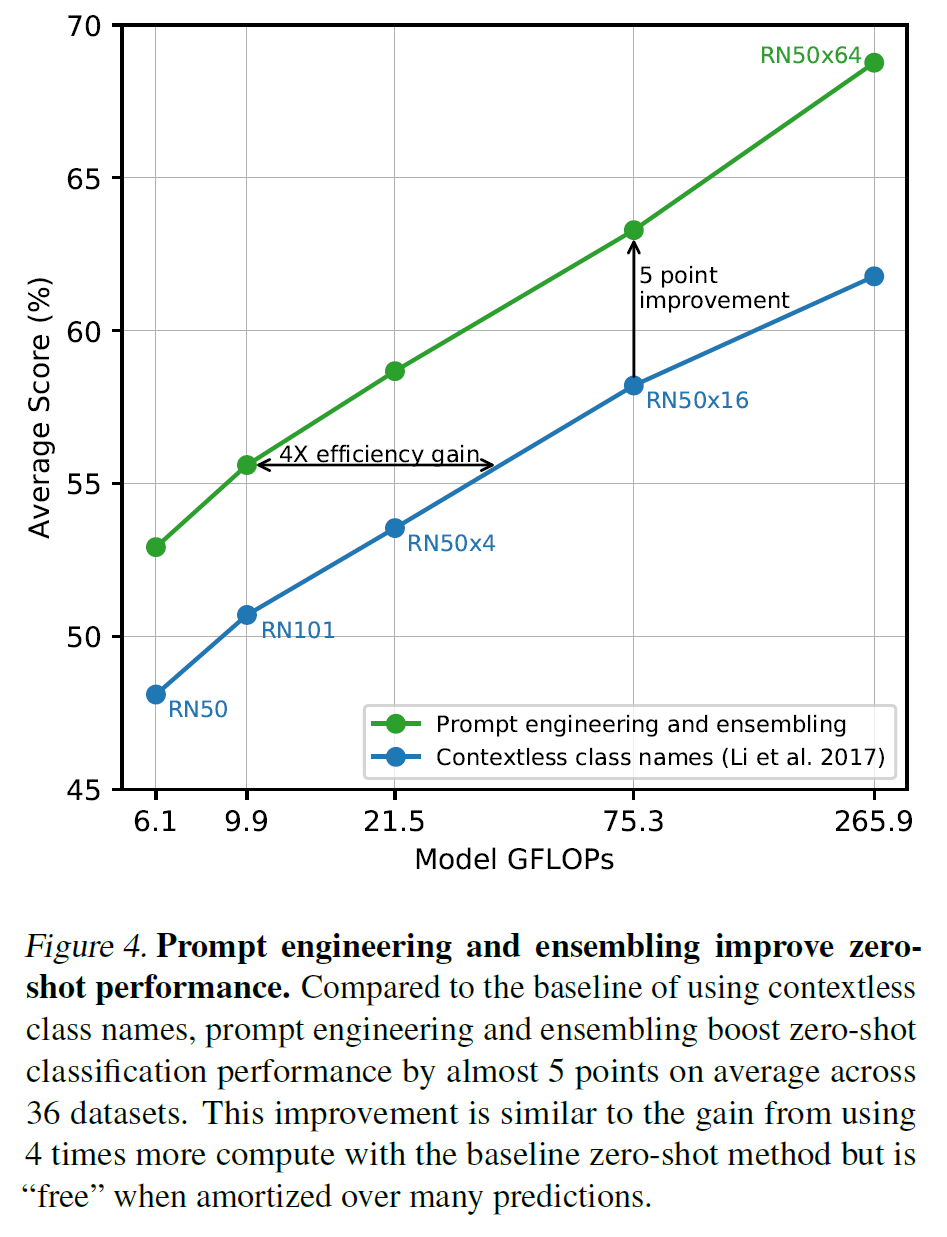 70
65
60
55
50
45
Average Score (%)
RN50x64
5 point
improvement
RN50x16
4X efficiency gain
RN50x4
RN101
RN50
Prompt engineering and ensembling
Contextless class names (Li et al. 2017)
6.1 9.9 21.5 75.3 265.9
Model GFLOPs
Figure 4. Prompt engineering and ensembling improve zero-
shot performance. Compared to the baseline of using contextless
class names, prompt engineering and ensembling boost zero-shot
classification performance by almost 5 points on average across
36 datasets. This improvement is similar to the gain from using
4 times more compute with the baseline zero-shot method but is
“free” when amortized over many predictions.